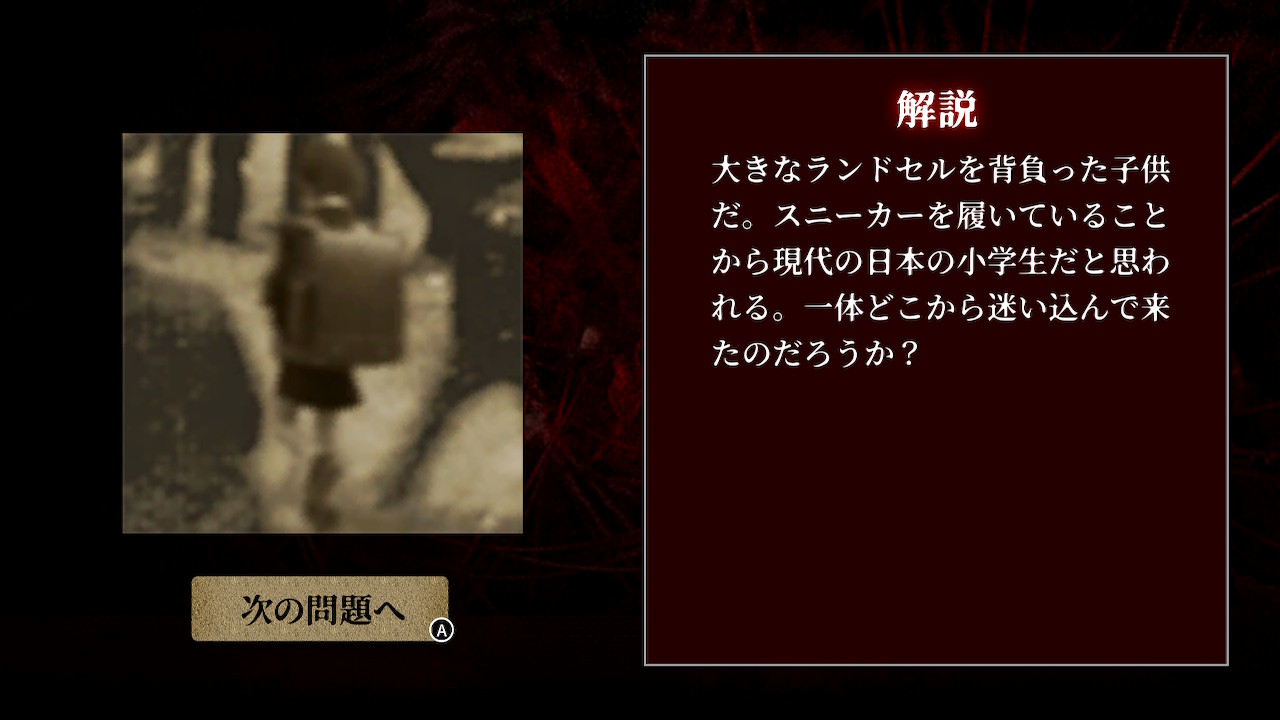 解説
大きなランドセルを背負った子供
だ。スニーカーを履いていること
から現代の日本の小学生だと思わ
れる。一体どこから迷い込んで来
たのだろうか？
次の問題へ
A